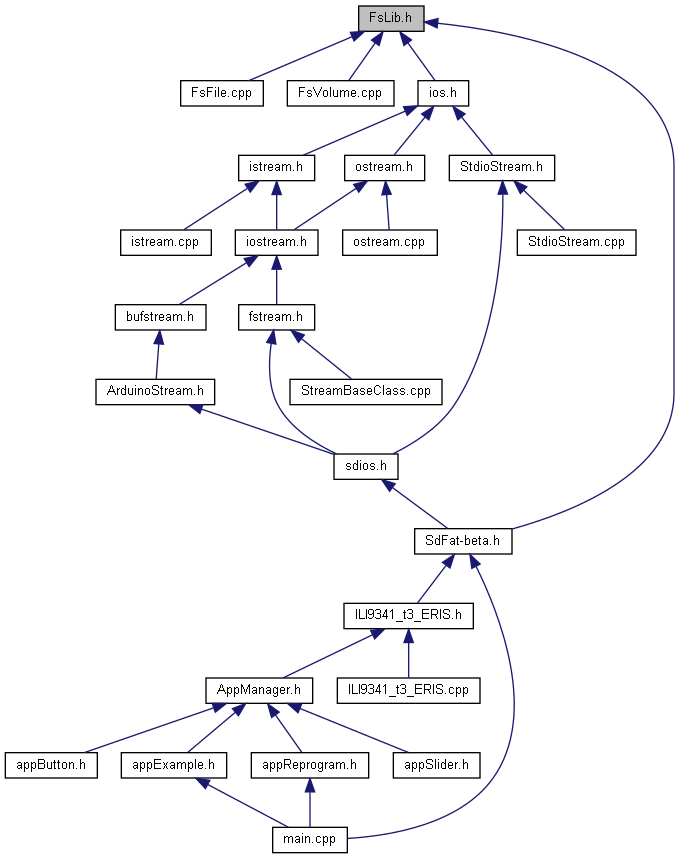 FsLib.h
FsFile.cpp
FsVolume.cpp
ios.h
istream.h
ostream.h
StdioStream.h
istream.cpp
iostream.h
ostream.cpp
StdioStream.cpp
bufstream.h
fstream.h
ArduinoStream.h
StreamBaseClass.cpp
sdios.h
SdFat-beta.h
ILI9341_t3_ERIS.h
AppManager.h
ILI9341_t3_ERIS.cpp
appButton.h
appExample.h
appReprogram.h
appSlider.h
main.cpp